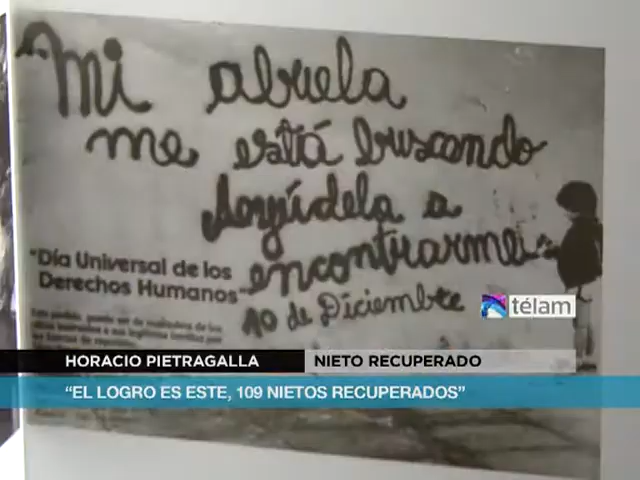 Mi abuela
me está buscando
Ayúdela a
encontrarme
"Día Universal de los
Derechos Humanos"
10 de Diciembre
télam
HORACIO PIETRAGALLA
NIETO RECUPERADO
"EL LOGRO ES ESTE, 109 NIETOS RECUPERADOS"